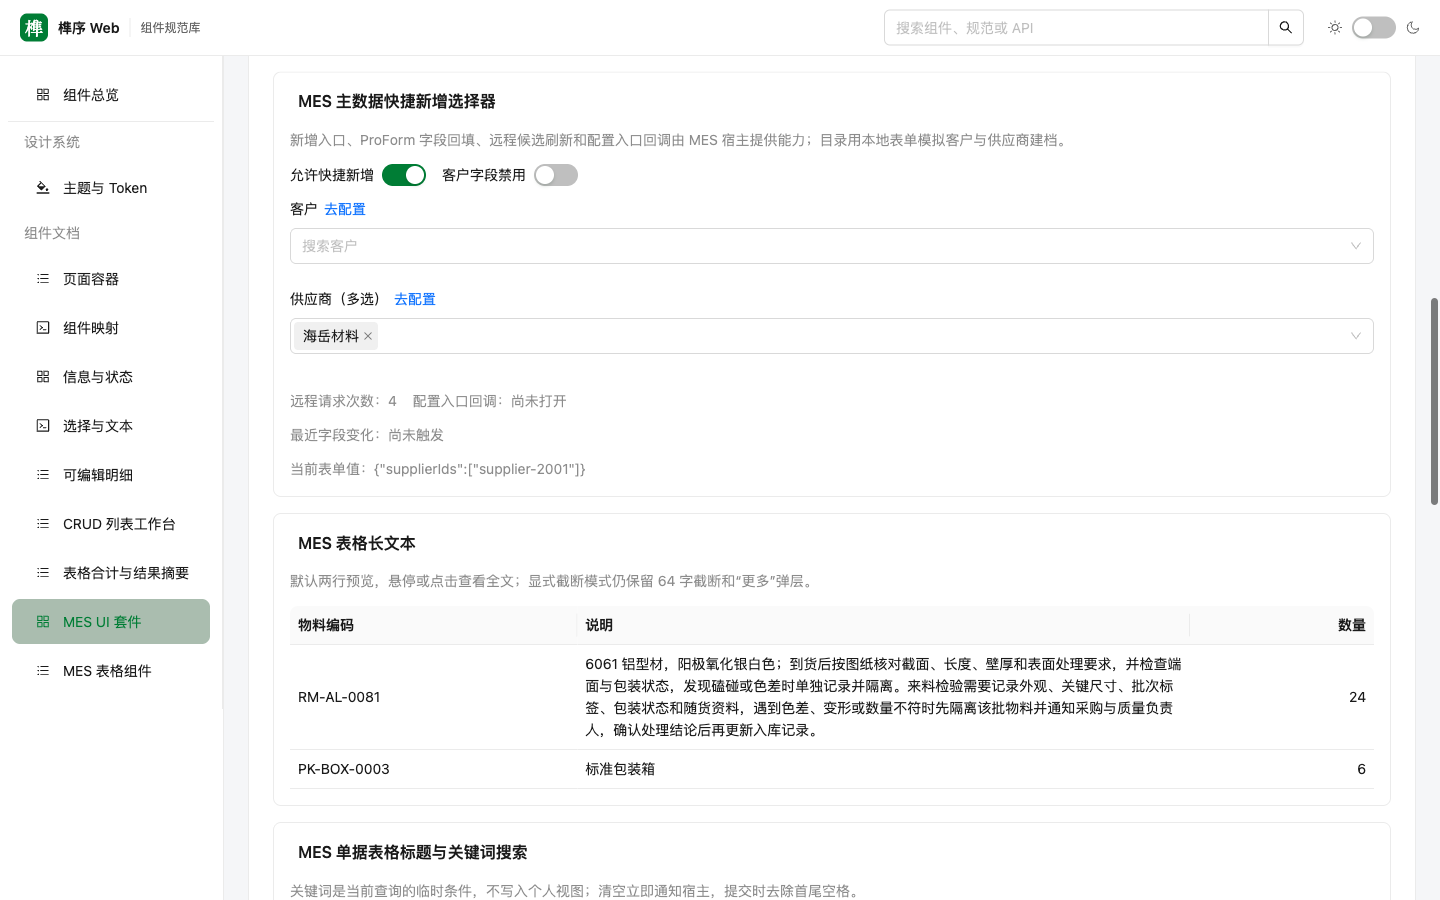 榫 榫序 Web 组件规范库 搜索组件、规范或 API
组件总览
设计系统
主题与 Token
组件文档
页面容器
组件映射
信息与状态
选择与文本
可编辑明细
CRUD 列表工作台
表格合计与结果摘要
MES UI 套件
MES 表格组件
MES 主数据快捷新增选择器
新增入口、ProForm 字段回填、远程候选刷新和配置入口回调由 MES 宿主提供能力；目录用本地表单模拟客户与供应商建档。
允许快捷新增 客户字段禁用
客户 去配置
搜索客户
供应商（多选） 去配置
海岳材料
远程请求次数：4 配置入口回调：尚未打开
最近字段变化：尚未触发
当前表单值：{"supplierIds":["supplier-2001"]}
MES 表格长文本
默认两行预览，悬停或点击查看全文；显式截断模式仍保留 64 字截断和“更多”弹层。
物料编码 说明 数量
6061 铝型材，阳极氧化银白色；到货后按图纸核对截面、长度、壁厚和表面处理要求，并检查端
面与包装状态，发现磕碰或色差时单独记录并隔离。来料检验需要记录外观、关键尺寸、批次标
签、包装状态和随货资料，遇到色差、变形或数量不符时先隔离该批物料并通知采购与质量负责
人，确认处理结论后再更新入库记录。
RM-AL-0081 24
PK-BOX-0003 标准包装箱 6
MES 单据表格标题与关键词搜索
关键词是当前查询的临时条件，不写入个人视图；清空立即通知宿主，提交时去除首尾空格。